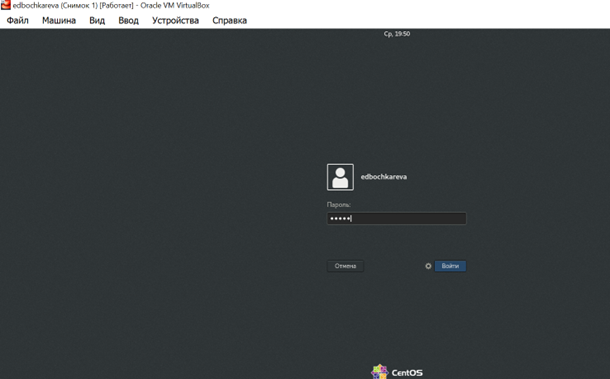 edbochkareva (Снимок 1) [Работает] - Oracle VM VirtualBox
Файл Машина Вид Ввод Устройства Справка
Ср, 19:50
edbochkareva
Пароль:
•••••
Отмена Войти
CentOS